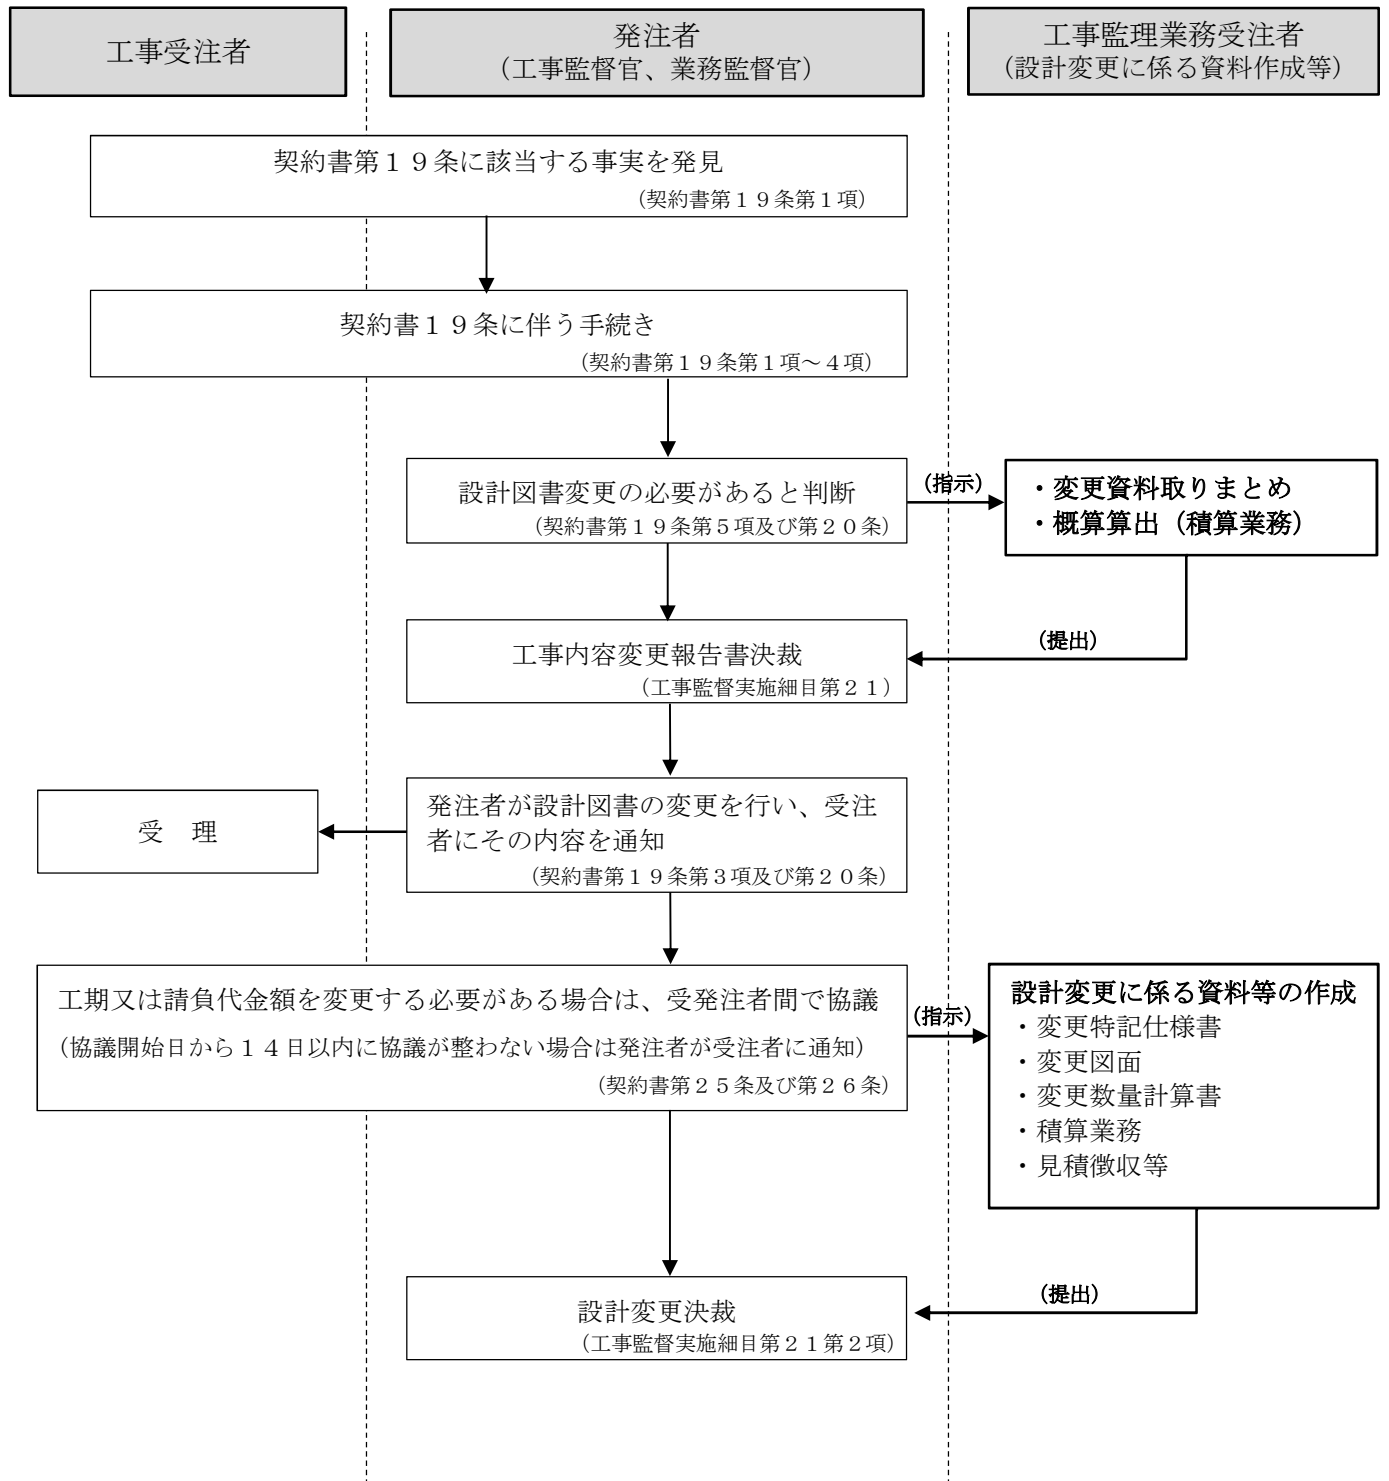 工事受注者
発注者
（工事監督官、業務監督官）
工事監理業務受注者
（設計変更に係る資料作成等）
契約書第１９条に該当する事実を発見
（契約書第１９条第１項）
契約書１９条に伴う手続き
（契約書第１９条第１項～４項）
設計図書変更の必要があると判断
（契約書第１９条第５項及び第２０条）
（指示）
・変更資料取りまとめ
・概算算出（積算業務）
（提出）
工事内容変更報告書決裁
（工事監督実施細目第２１）
発注者が設計図書の変更を行い、受注
者にその内容を通知
（契約書第１９条第３項及び第２０条）
受　理
工期又は請負代金額を変更する必要がある場合は、受発注者間で協議
（協議開始日から１４日以内に協議が整わない場合は発注者が受注者に通知）
（契約書第２５条及び第２６条）
（指示）
設計変更に係る資料等の作成
・変更特記仕様書
・変更図面
・変更数量計算書
・積算業務
・見積徴収等
（提出）
設計変更決裁
（工事監督実施細目第２１第２項）